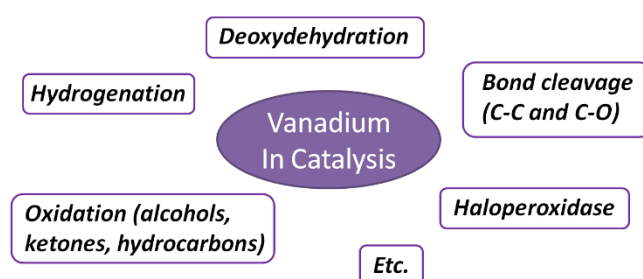 Deoxydehydration
Hydrogenation
Bond cleavage
(C-C and C-O)
Vanadium
In Catalysis
Oxidation (alcohols,
ketones, hydrocarbons)
Haloperoxidase
Etc.